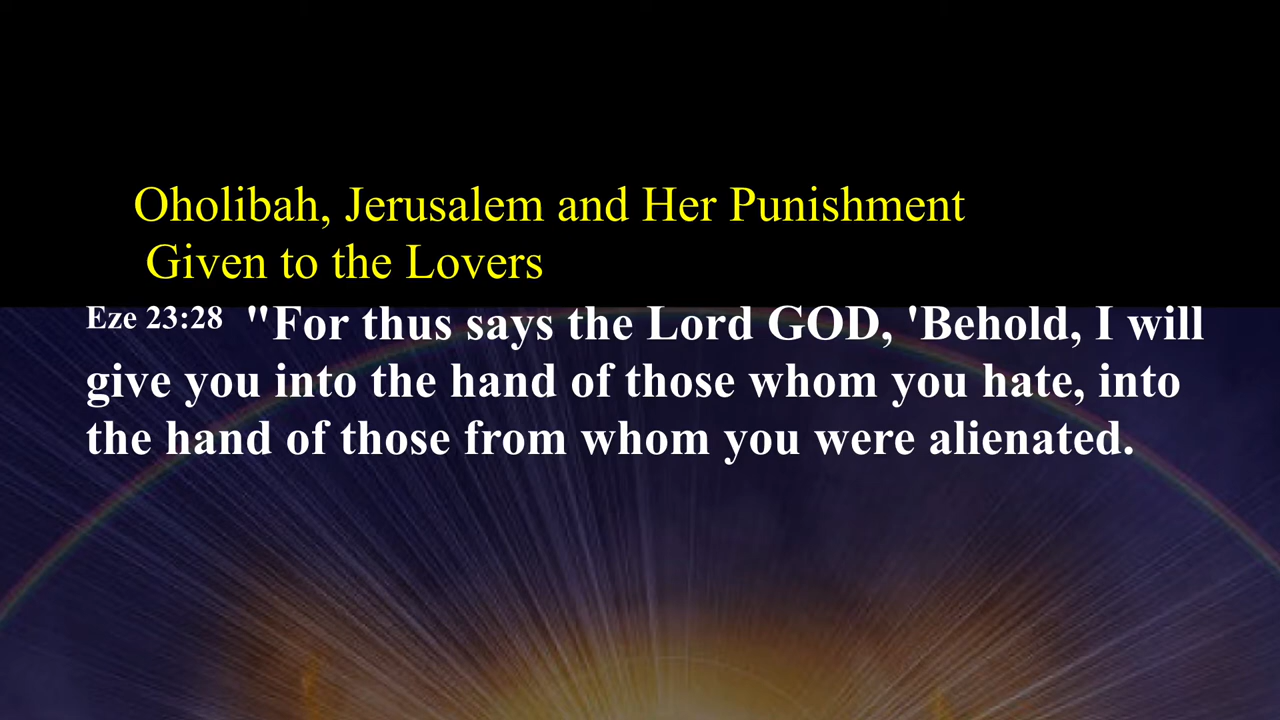 Oholibah, Jerusalem and Her Punishment
Given to the Lovers
Eze 23:28 "For thus says the Lord GOD, 'Behold, I will
give you into the hand of those whom you hate, into
the hand of those from whom you were alienated.